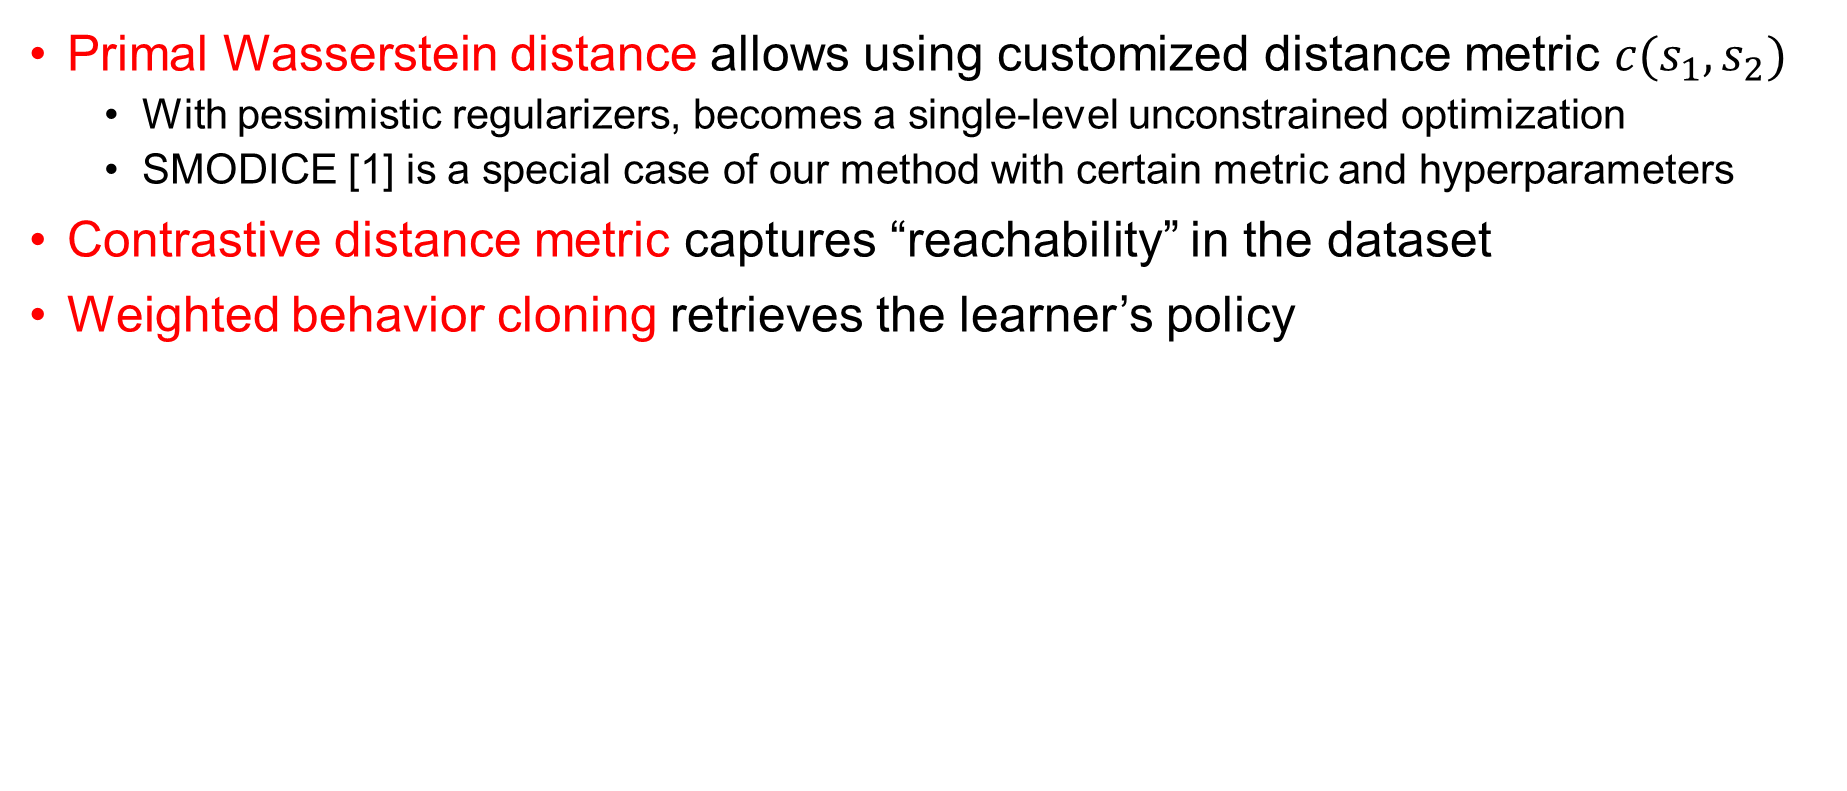 • Primal Wasserstein distance allows using customized distance metric c(s₁, s₂)
• With pessimistic regularizers, becomes a single-level unconstrained optimization
• SMODICE [1] is a special case of our method with certain metric and hyperparameters
• Contrastive distance metric captures “reachability” in the dataset
• Weighted behavior cloning retrieves the learner’s policy